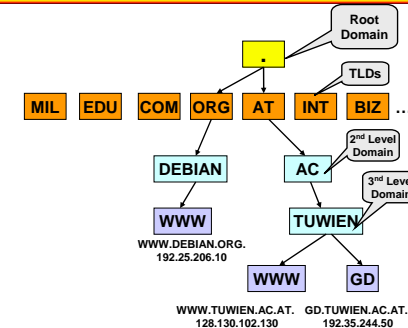 Root
Domain
.
TLDs
MIL EDU COM ORG AT INT BIZ ...
2nd Level
Domain
DEBIAN AC
3nd Level
Domain
WWW TUWIEN
WWW.DEBIAN.ORG.
192.25.206.10
WWW GD
WWW.TUWIEN.AC.AT. GD.TUWIEN.AC.AT.
128.130.102.130 192.35.244.50